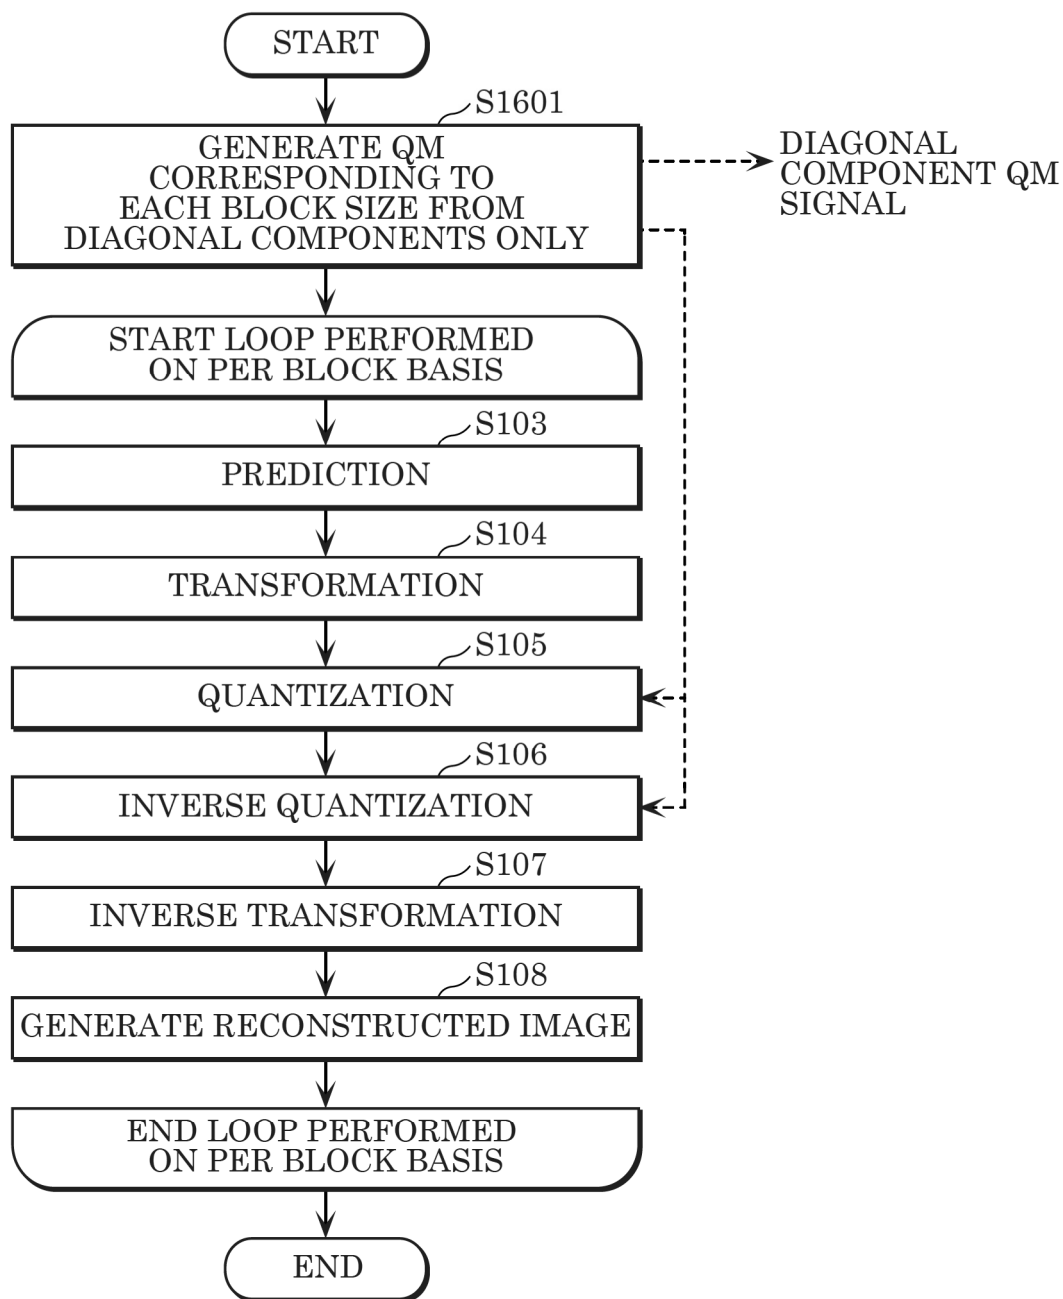 START
S1601
GENERATE QM
CORRESPONDING TO
EACH BLOCK SIZE FROM
DIAGONAL COMPONENTS ONLY
DIAGONAL
COMPONENT QM
SIGNAL
START LOOP PERFORMED
ON PER BLOCK BASIS
S103
PREDICTION
S104
TRANSFORMATION
S105
QUANTIZATION
S106
INVERSE QUANTIZATION
S107
INVERSE TRANSFORMATION
S108
GENERATE RECONSTRUCTED IMAGE
END LOOP PERFORMED
ON PER BLOCK BASIS
END